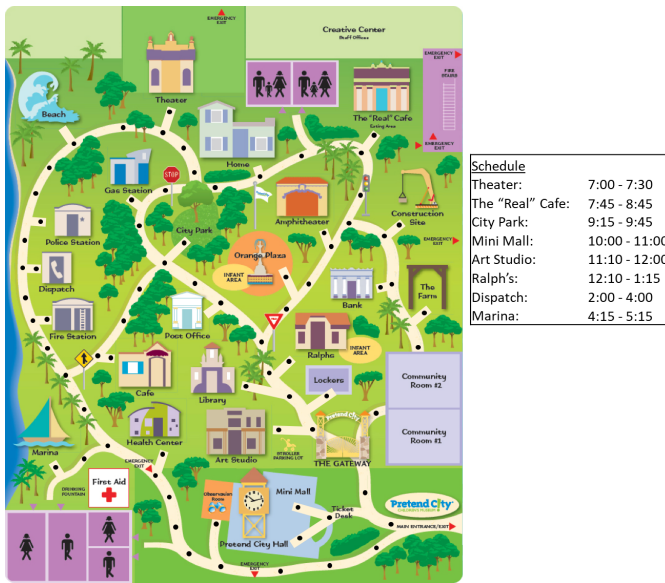 EMERGENCY
EXIT
Creative Center
Staff Offices
EMERGENCY
EXIT
FIRE
STAIRS
Theater
The "Real" Cafe
Eating Area
Beach
EMERGENCY
EXIT
Home
STOP
Gas Station
Amphitheater
Construction
Site
City Park
Police Station
EMERGENCY
EXIT
Orange Plaza
INFANT
AREA
Dispatch
Bank
The
Farm
Fire Station
Post Office
Ralphs
INFANT
AREA
Cafe
Library
Lockers
Community
Room #2
Pretend City
Marina
Health Center
Art Studio
STROLLER
PARKING LOT
THE GATEWAY
Community
Room #1
EMERGENCY
EXIT
DRINKING
FOUNTAIN
First Aid
Observation
Room
Mini Mall
Ticket
Desk
Pretend City
CHILDREN'S MUSEUM
MAIN ENTRANCE/EXIT
Pretend City Hall
EMERGENCY
EXIT
Schedule
Theater: 7:00 - 7:30
The "Real" Cafe: 7:45 - 8:45
City Park: 9:15 - 9:45
Mini Mall: 10:00 - 11:00
Art Studio: 11:10 - 12:00
Ralph's: 12:10 - 1:15
Dispatch: 2:00 - 4:00
Marina: 4:15 - 5:15